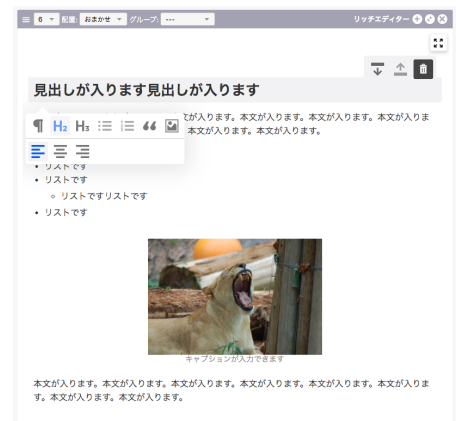 6 配置: おまかせ グループ: --- リッチエディター
見出しが入ります見出しが入ります
文が入ります。本文が入ります。本文が入ります。本文が入りま
本文が入ります。本文が入ります。
¶ H2 H3 “
リストです
リストです
リストですリストです
リストです
キャプションが入力できます
本文が入ります。本文が入ります。本文が入ります。本文が入ります。本文が入ります。本文が入りま
す。本文が入ります。本文が入ります。